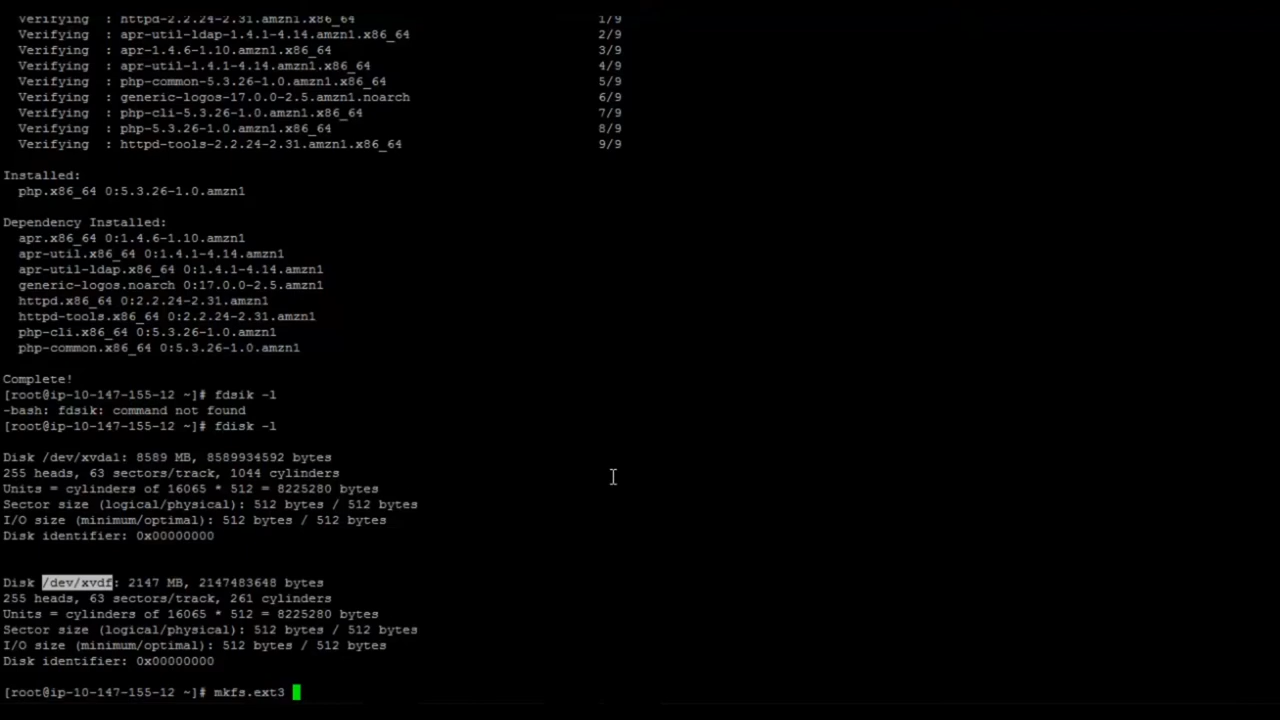 Verifying  : httpd-2.2.24-2.31.amzn1.x86_64 1/9
Verifying  : apr-util-ldap-1.4.1-4.14.amzn1.x86_64 2/9
Verifying  : apr-1.4.6-1.10.amzn1.x86_64 3/9
Verifying  : apr-util-1.4.1-4.14.amzn1.x86_64 4/9
Verifying  : php-common-5.3.26-1.0.amzn1.x86_64 5/9
Verifying  : generic-logos-17.0.0-2.5.amzn1.noarch 6/9
Verifying  : php-cli-5.3.26-1.0.amzn1.x86_64 7/9
Verifying  : php-5.3.26-1.0.amzn1.x86_64 8/9
Verifying  : httpd-tools-2.2.24-2.31.amzn1.x86_64 9/9
Installed:
php.x86_64 0:5.3.26-1.0.amzn1
Dependency Installed:
apr.x86_64 0:1.4.6-1.10.amzn1
apr-util.x86_64 0:1.4.1-4.14.amzn1
apr-util-ldap.x86_64 0:1.4.1-4.14.amzn1
generic-logos.noarch 0:17.0.0-2.5.amzn1
httpd.x86_64 0:2.2.24-2.31.amzn1
httpd-tools.x86_64 0:2.2.24-2.31.amzn1
php-cli.x86_64 0:5.3.26-1.0.amzn1
php-common.x86_64 0:5.3.26-1.0.amzn1
Complete!
[root@ip-10-147-155-12 ~]# fdsik -l
-bash: fdsik: command not found
[root@ip-10-147-155-12 ~]# fdisk -l
Disk /dev/xvda1: 8589 MB, 8589934592 bytes
255 heads, 63 sectors/track, 1044 cylinders
Units = cylinders of 16065 * 512 = 8225280 bytes
Sector size (logical/physical): 512 bytes / 512 bytes
I/O size (minimum/optimal): 512 bytes / 512 bytes
Disk identifier: 0x00000000
Disk /dev/xvdf: 2147 MB, 2147483648 bytes
255 heads, 63 sectors/track, 261 cylinders
Units = cylinders of 16065 * 512 = 8225280 bytes
Sector size (logical/physical): 512 bytes / 512 bytes
I/O size (minimum/optimal): 512 bytes / 512 bytes
Disk identifier: 0x00000000
[root@ip-10-147-155-12 ~]# mkfs.ext3